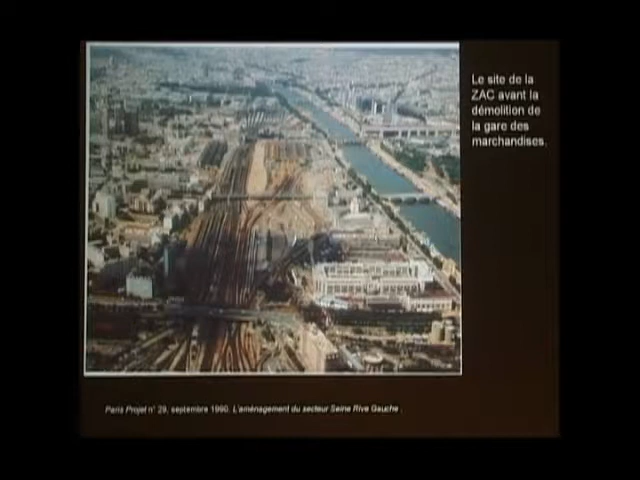 Le site de la
ZAC avant la
démolition de
la gare des
marchandises.
Paris Projet n° 29, septembre 1990. L'aménagement du secteur Seine Rive Gauche.